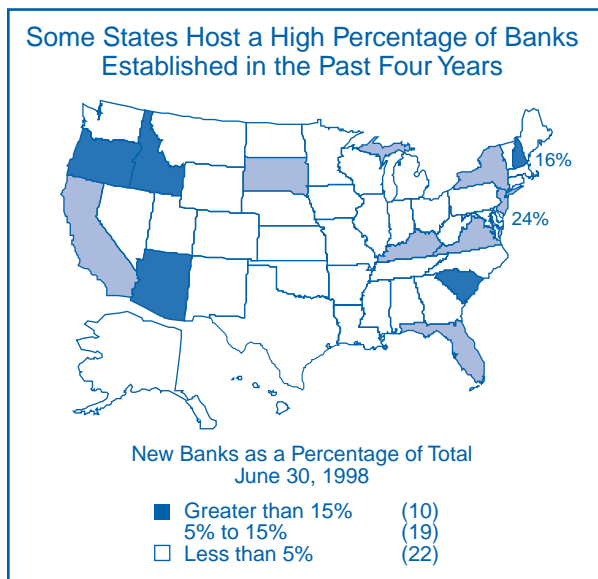 Some States Host a High Percentage of Banks
Established in the Past Four Years
16%
24%
New Banks as a Percentage of Total
June 30, 1998
Greater than 15% (10)
5% to 15% (19)
Less than 5% (22)